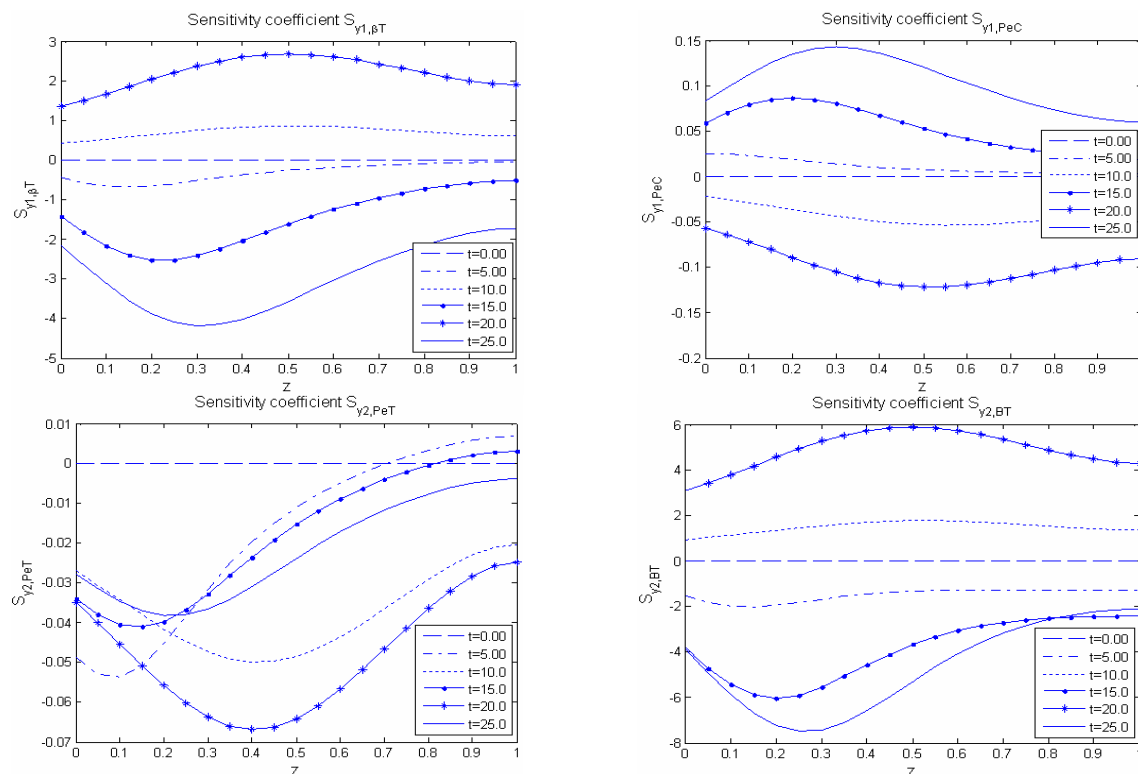 Sensitivity coefficient S y1,βT
3
2
1
0
-1
-2
-3
-4
-5
S y1,βT
t=0.00
t=5.00
t=10.0
t=15.0
t=20.0
t=25.0
0 0.1 0.2 0.3 0.4 0.5 0.6 0.7 0.8 0.9 1
z
Sensitivity coefficient S y1,PeC
0.15
0.1
0.05
0
-0.05
-0.1
-0.15
-0.2
S y1,PeC
t=0.00
t=5.00
t=10.0
t=15.0
t=20.0
t=25.0
0 0.1 0.2 0.3 0.4 0.5 0.6 0.7 0.8 0.9 1
z
Sensitivity coefficient S y2,PeT
0.01
0
-0.01
-0.02
-0.03
-0.04
-0.05
-0.06
-0.07
S y2,PeT
t=0.00
t=5.00
t=10.0
t=15.0
t=20.0
t=25.0
0 0.1 0.2 0.3 0.4 0.5 0.6 0.7 0.8 0.9 1
z
Sensitivity coefficient S y2,BT
6
4
2
0
-2
-4
-6
-8
S y2,BT
t=0.00
t=5.00
t=10.0
t=15.0
t=20.0
t=25.0
0 0.1 0.2 0.3 0.4 0.5 0.6 0.7 0.8 0.9 1
z